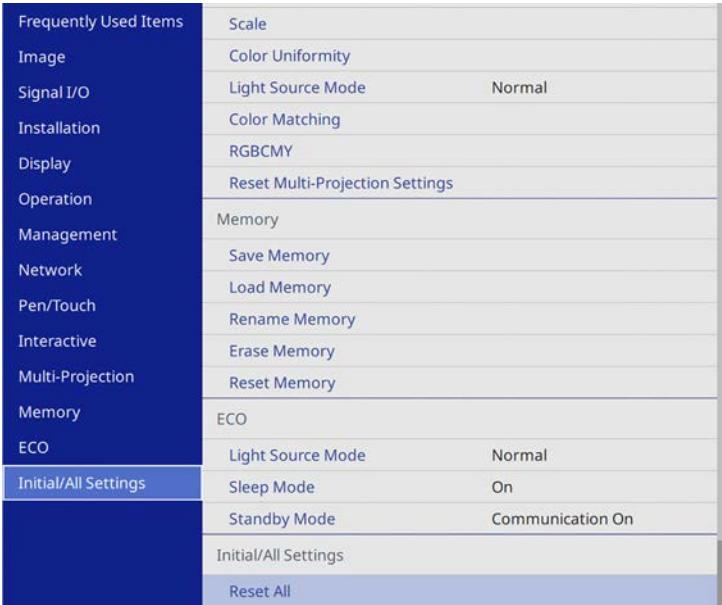 Frequently Used Items
Image
Signal I/O
Installation
Display
Operation
Management
Network
Pen/Touch
Interactive
Multi-Projection
Memory
ECO
Initial/All Settings
Scale
Color Uniformity
Light Source Mode Normal
Color Matching
RGBCMY
Reset Multi-Projection Settings
Memory
Save Memory
Load Memory
Rename Memory
Erase Memory
Reset Memory
ECO
Light Source Mode Normal
Sleep Mode On
Standby Mode Communication On
Initial/All Settings
Reset All